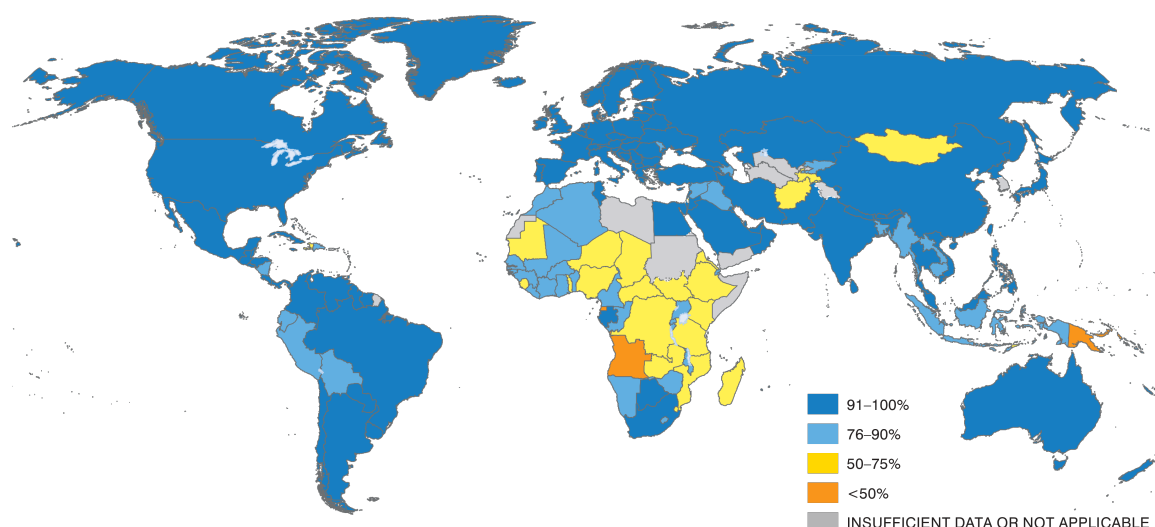 91–100%
76–90%
50–75%
<50%
INSUFFICIENT DATA OR NOT APPLICABLE